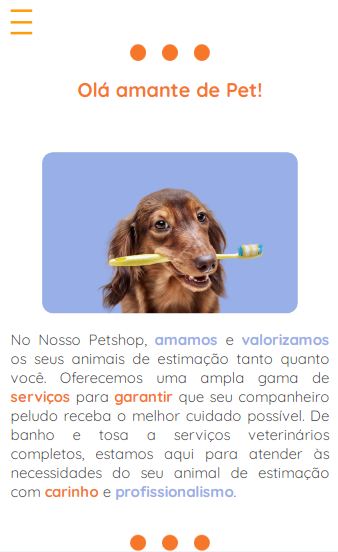 Olá amante de Pet!
No Nosso Petshop, amamos e valorizamos
os seus animais de estimação tanto quanto
você. Oferecemos uma ampla gama de
serviços para garantir que seu companheiro
peludo receba o melhor cuidado possível. De
banho e tosa a serviços veterinários
completos, estamos aqui para atender às
necessidades do seu animal de estimação
com carinho e profissionalismo.